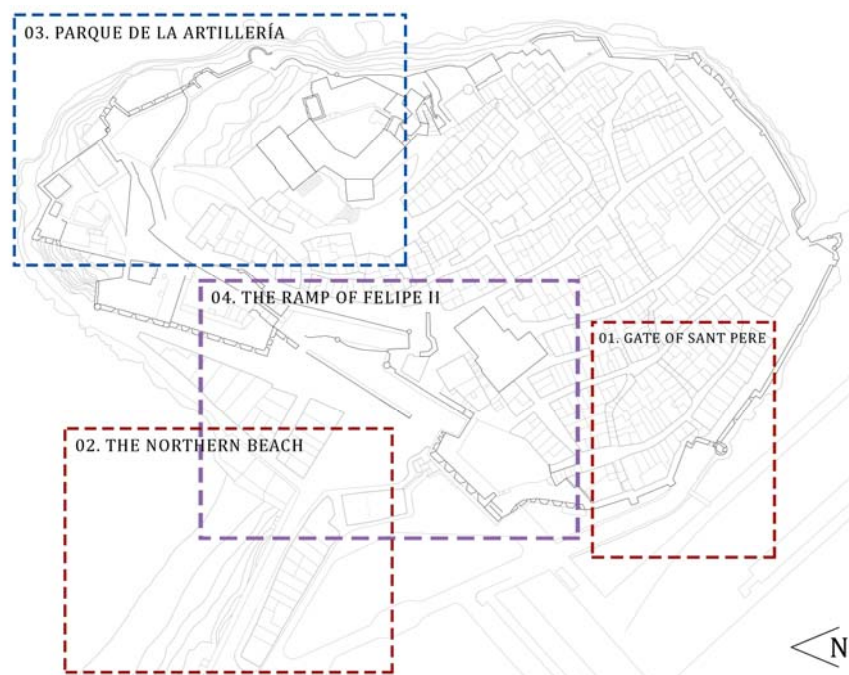 03. PARQUE DE LA ARTILLERÍA
04. THE RAMP OF FELIPE II
01. GATE OF SANT PERE
02. THE NORTHERN BEACH
N